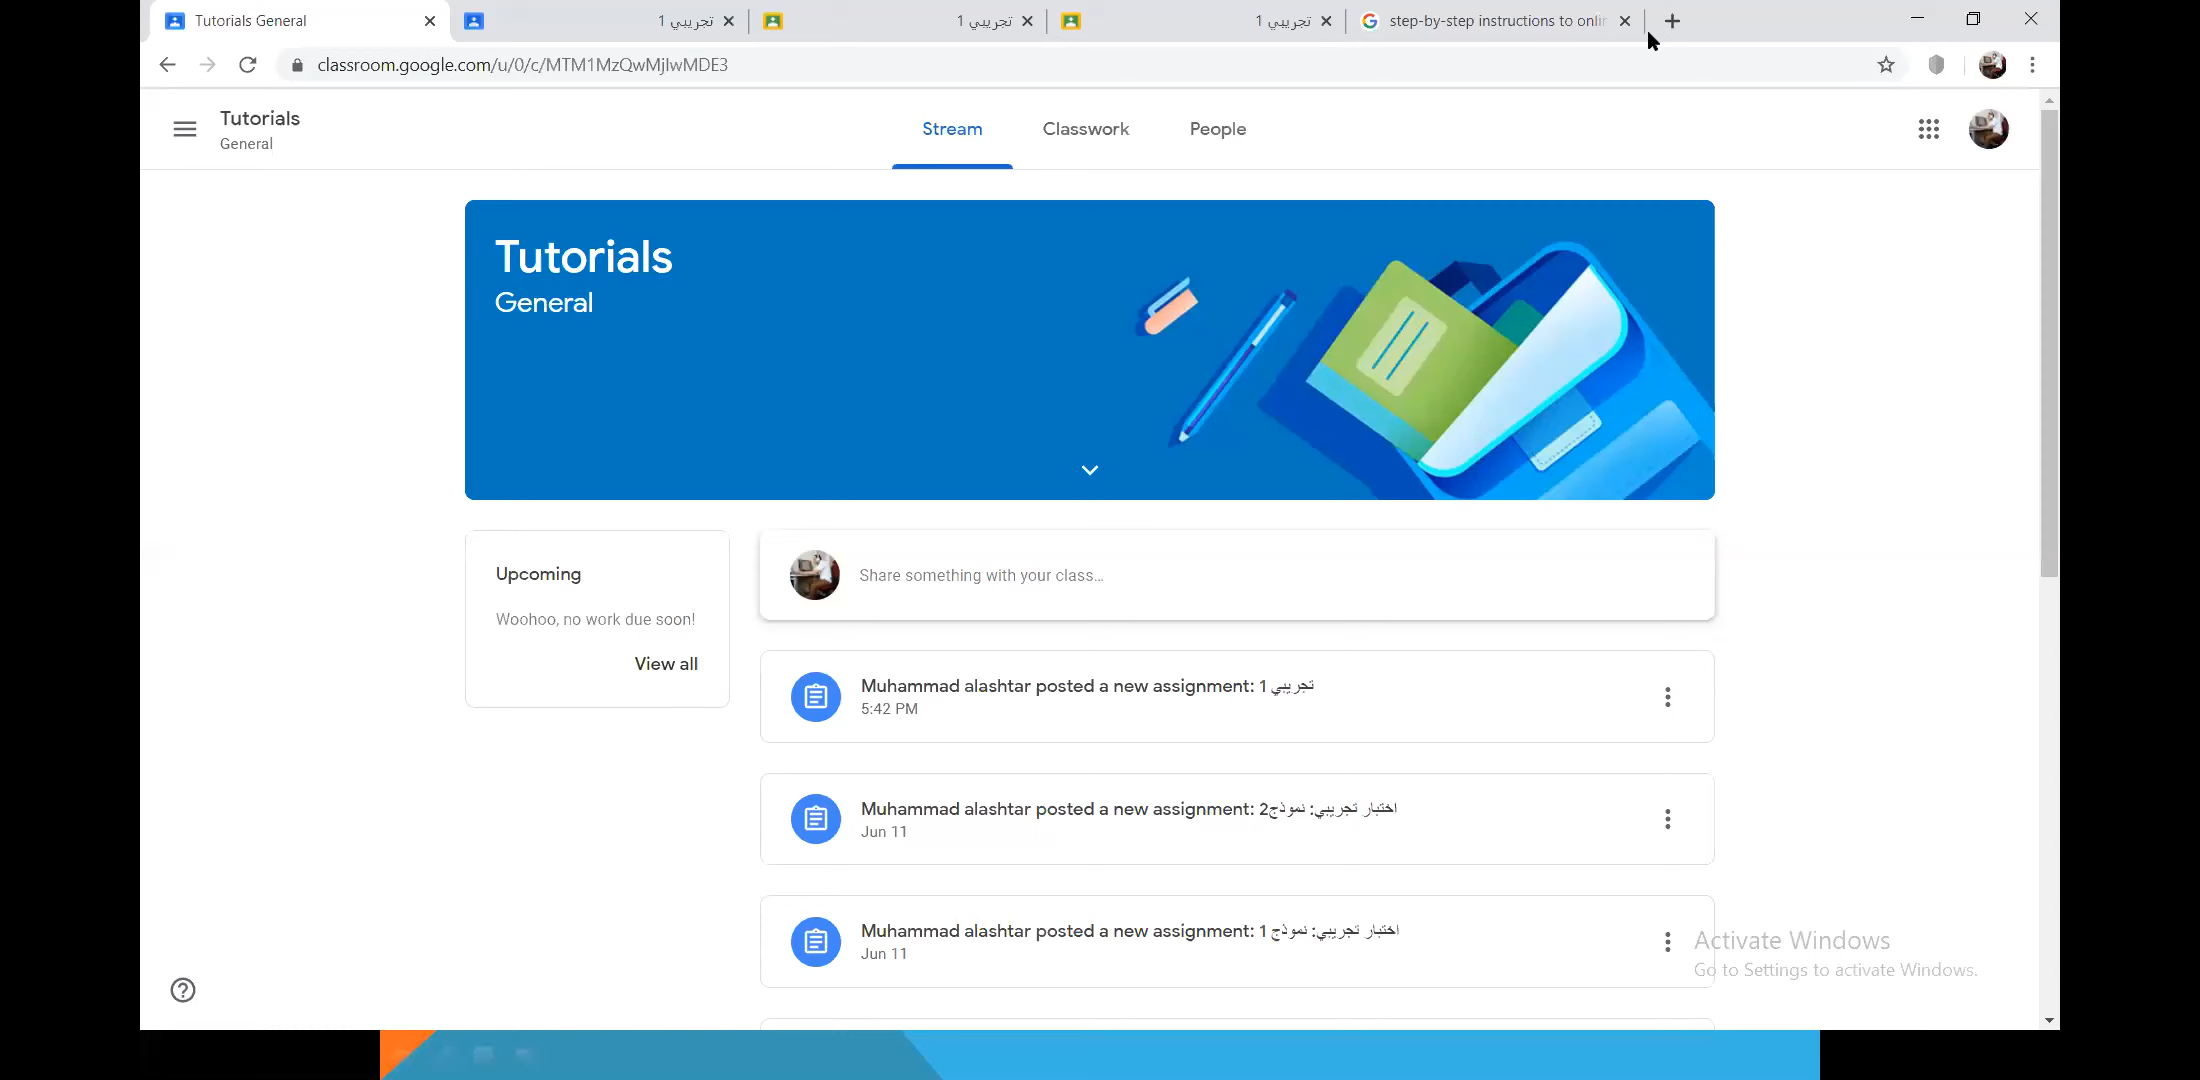 Tutorials General
تجريبي 1
تجريبي 1
تجريبي 1
step-by-step instructions to onlin
classroom.google.com/u/0/c/MTM1MzQwMjIwMDE3
Tutorials
General
Stream
Classwork
People
Tutorials
General
Upcoming
Woohoo, no work due soon!
View all
Share something with your class...
Muhammad alashtar posted a new assignment: تجريبي 1
5:42 PM
Muhammad alashtar posted a new assignment: اختبار تجريبي: نموذج2
Jun 11
Muhammad alashtar posted a new assignment: اختبار تجريبي: نموذج 1
Jun 11
Activate Windows
Go to Settings to activate Windows.